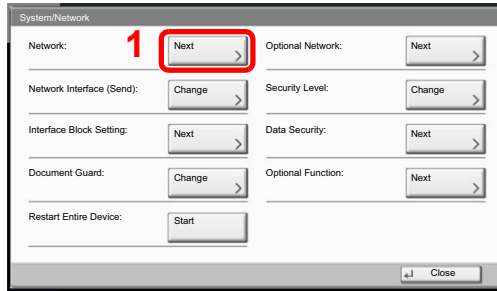 System/Network
Network: 1 Next Optional Network: Next
Network Interface (Send): Change Security Level: Change
Interface Block Setting: Next Data Security: Next
Document Guard: Change Optional Function: Next
Restart Entire Device: Start
Close